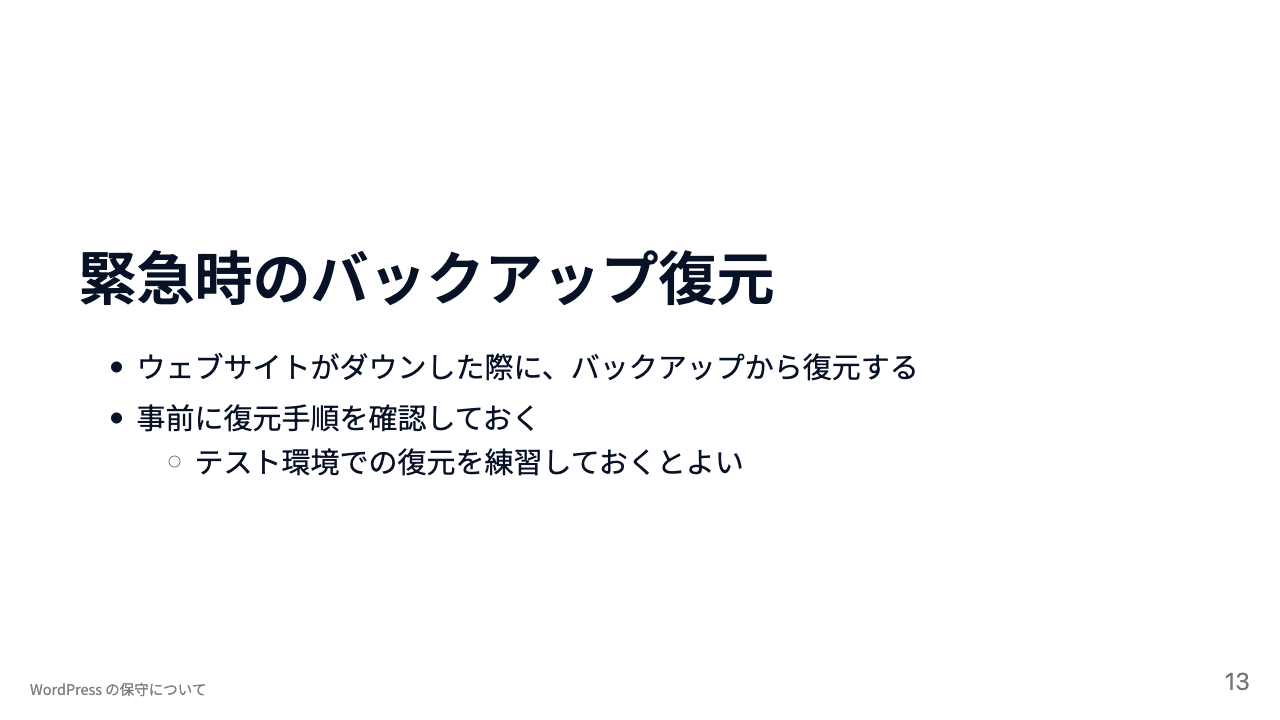 緊急時のバックアップ復元
ウェブサイトがダウンした際に、バックアップから復元する
事前に復元手順を確認しておく
テスト環境での復元を練習しておくとよい
WordPress の保守について
13